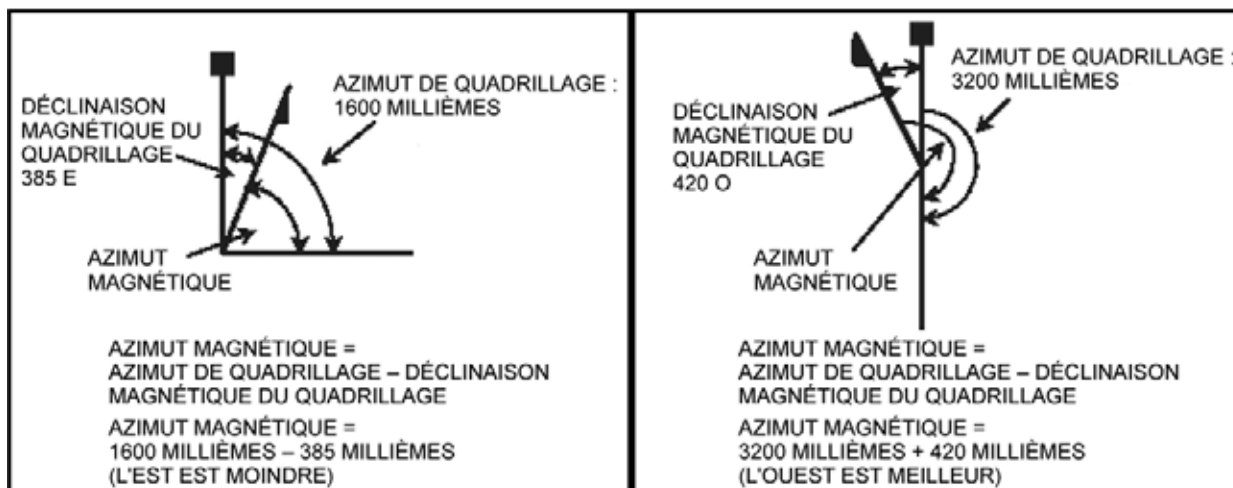 DÉCLINAISON
MAGNÉTIQUE DU
QUADRILLAGE
385 E
AZIMUT DE QUADRILLAGE :
1600 MILLIÈMES
AZIMUT
MAGNÉTIQUE
AZIMUT MAGNÉTIQUE =
AZIMUT DE QUADRILLAGE – DÉCLINAISON
MAGNÉTIQUE DU QUADRILLAGE
AZIMUT MAGNÉTIQUE =
1600 MILLIÈMES – 385 MILLIÈMES
(L'EST EST MOINDRE)
AZIMUT DE QUADRILLAGE :
3200 MILLIÈMES
DÉCLINAISON
MAGNÉTIQUE DU
QUADRILLAGE
420 O
AZIMUT
MAGNÉTIQUE
AZIMUT MAGNÉTIQUE =
AZIMUT DE QUADRILLAGE – DÉCLINAISON
MAGNÉTIQUE DU QUADRILLAGE
AZIMUT MAGNÉTIQUE =
3200 MILLIÈMES + 420 MILLIÈMES
(L'OUEST EST MEILLEUR)